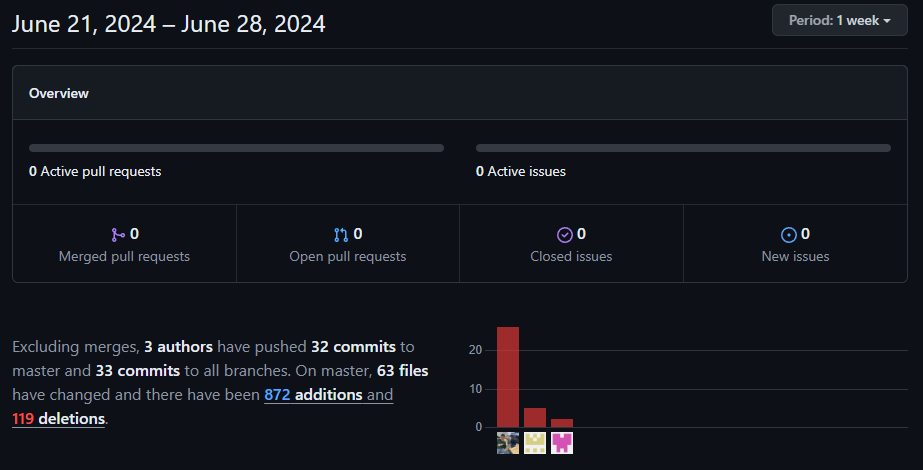 June 21, 2024 – June 28, 2024
Period: 1 week
Overview
0 Active pull requests
0 Active issues
0
Merged pull requests
0
Open pull requests
0
Closed issues
0
New issues
Excluding merges, 3 authors have pushed 32 commits to
master and 33 commits to all branches. On master, 63 files
have changed and there have been 872 additions and
119 deletions.
20
10
0